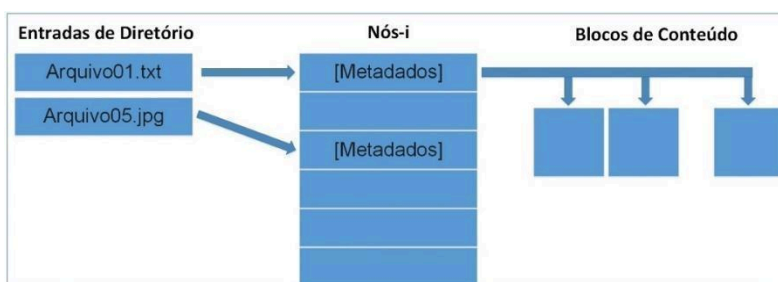 Entradas de Diretório
Nós-i
Blocos de Conteúdo
Arquivo01.txt
[Metadados]
Arquivo05.jpg
[Metadados]